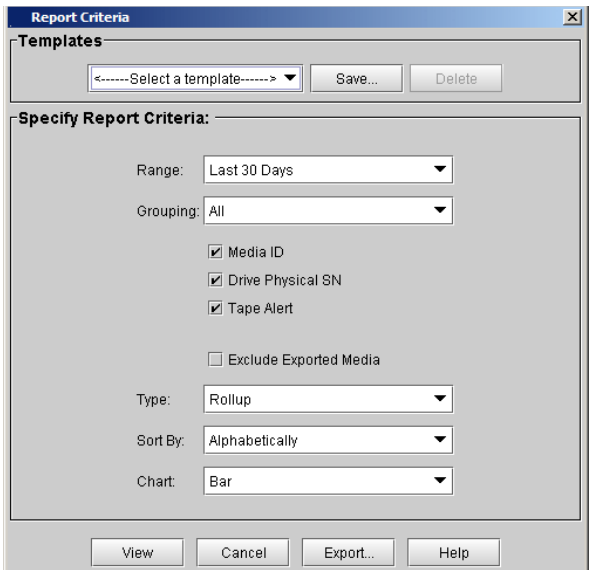 Report Criteria
Templates
<------Select a template------> Save... Delete
Specify Report Criteria:
Range: Last 30 Days
Grouping: All
Media ID
Drive Physical SN
Tape Alert
Exclude Exported Media
Type: Rollup
Sort By: Alphabetically
Chart: Bar
View Cancel Export... Help